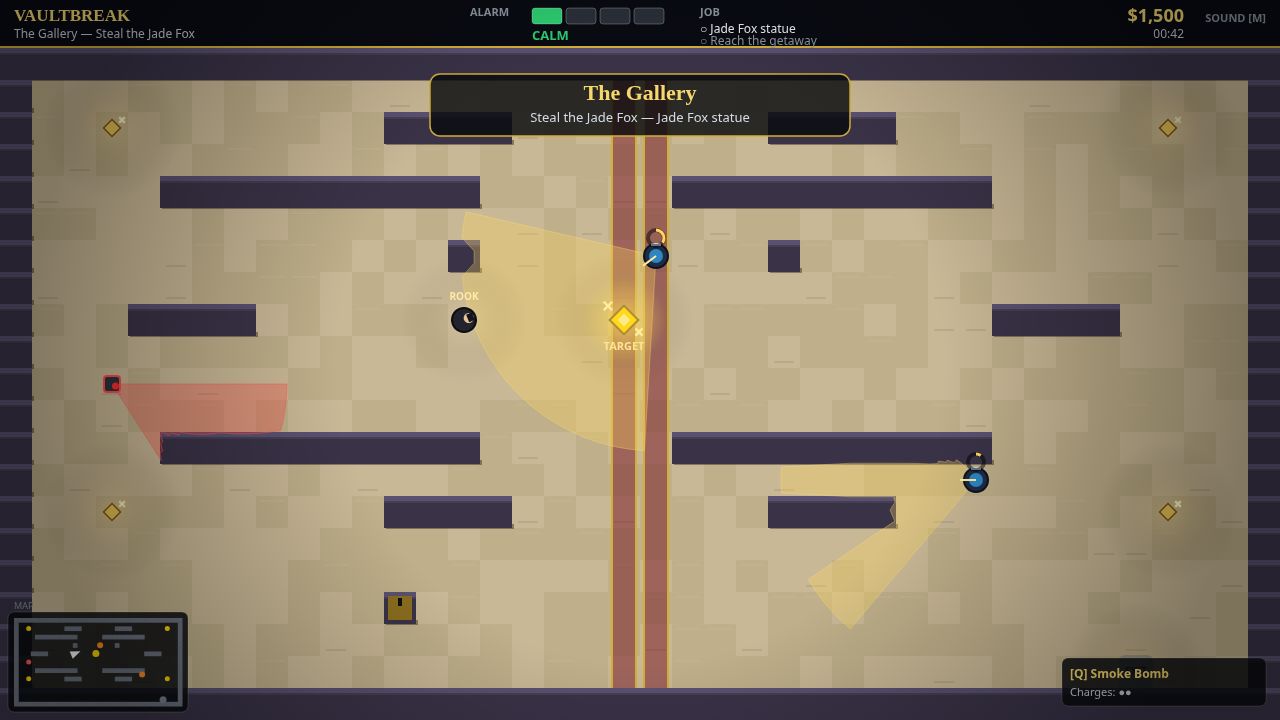 VAULTBREAK
The Gallery — Steal the Jade Fox
ALARM
CALM
JOB
○ Jade Fox statue
○ Reach the getaway
$1,500
00:42
SOUND [M]
The Gallery
Steal the Jade Fox — Jade Fox statue
ROOK
TARGET
MAP
[Q] Smoke Bomb
Charges: ●●